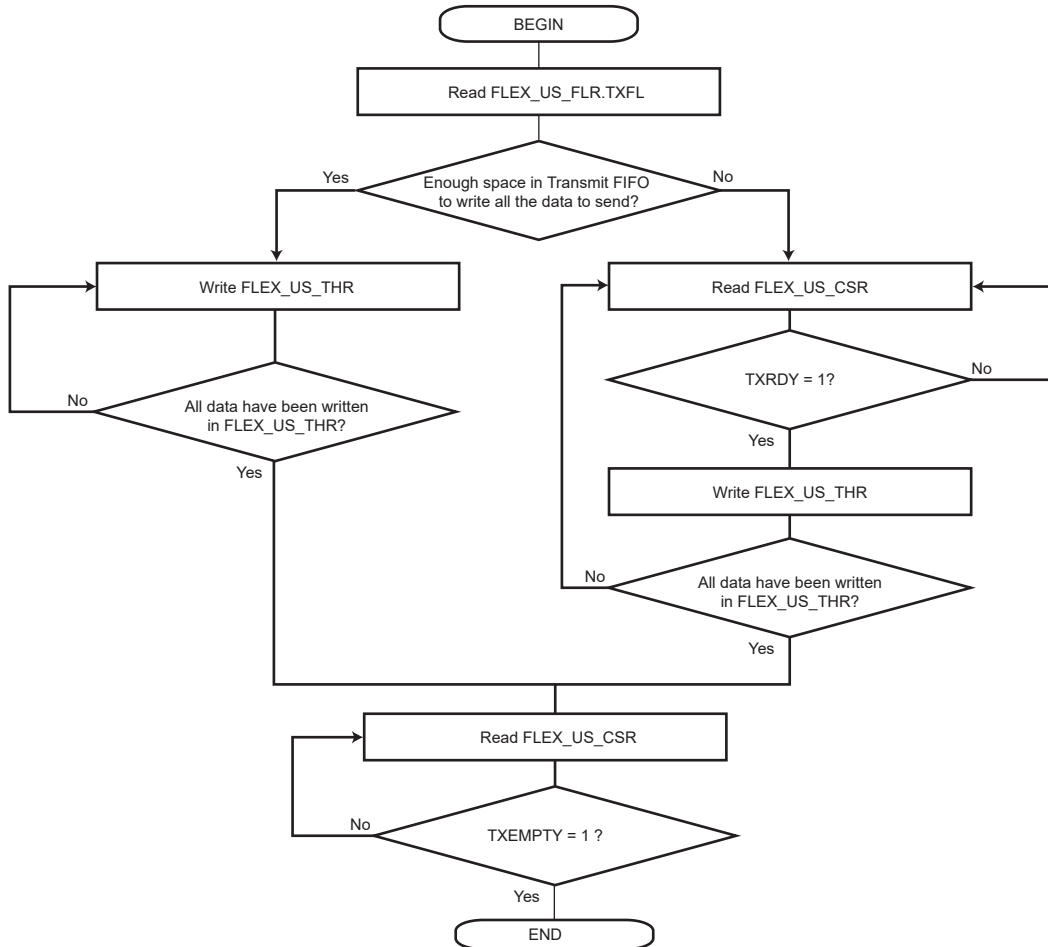 BEGIN
Read FLEX_US_FLR.TXFL
Yes
Enough space in Transmit FIFO
to write all the data to send?
No
Write FLEX_US_THR
Read FLEX_US_CSR
No
All data have been written
in FLEX_US_THR?
Yes
TXRDY = 1?
No
Yes
Write FLEX_US_THR
No
All data have been written
in FLEX_US_THR?
Yes
Read FLEX_US_CSR
No
TXEMPTY = 1 ?
Yes
END